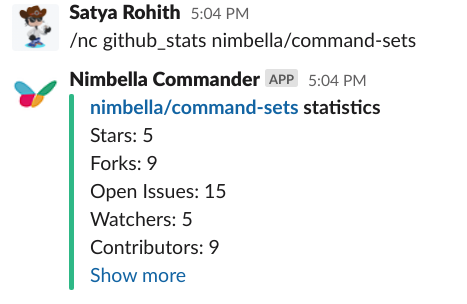 Satya Rohith 5:04 PM
/nc github_stats nimbella/command-sets
Nimbella Commander APP 5:04 PM
nimbella/command-sets statistics
Stars: 5
Forks: 9
Open Issues: 15
Watchers: 5
Contributors: 9
Show more